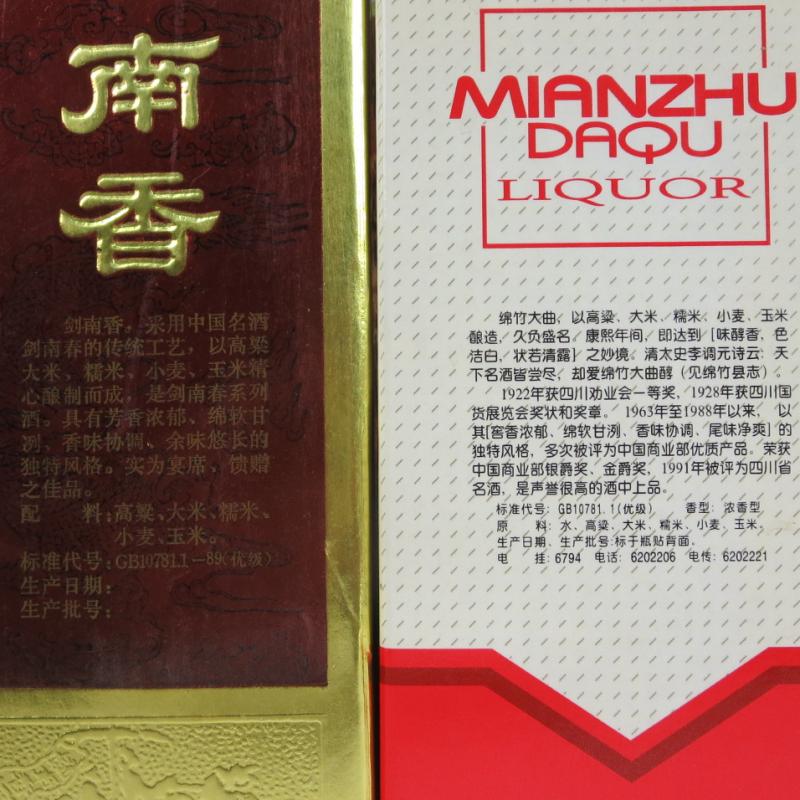 南
香
剑南香,采用中国名酒
剑南春的传统工艺,以高粱、
大米、糯米、小麦、玉米精
心酿制而成,是剑南春系列
酒。具有芳香浓郁、绵软甘
洌,香味协调、余味悠长的
独特风格。实为宴席、馈赠
之佳品。
配 料:高粱、大米、糯米、
小麦、玉米。
标准代号:GB10781.1—89(优级)
生产日期:
生产批号:
MIANZHU
DAQU
LIQUOR
绵竹大曲,以高粱、大米、糯米、小麦、玉米
酿造,久负盛名,康熙年间,即达到[味醇香,色
洁白,状若清露]之妙境。清太史李调元诗云:天
下名酒皆尝尽,却爱绵竹大曲醇(见绵竹县志)。
1922年获四川劝业会一等奖,1928年获四川国
货展览会奖状和奖章。1963年至1988年以来,以
其[窖香浓郁、绵软甘洌、香味协调、尾味净爽]的
独特风格,多次被评为中国商业部优质产品。荣获
中国商业部银爵奖、金爵奖,1991年被评为四川省
名酒,是声誉很高的酒中上品。
标准代号:GB10781.1(优级) 香型:浓香型
原 料:水、高粱、大米、糯米、小麦、玉米。
生产日期、生产批号:标于瓶贴背面。
电 挂:6794 电话:6202206 电传:6202221